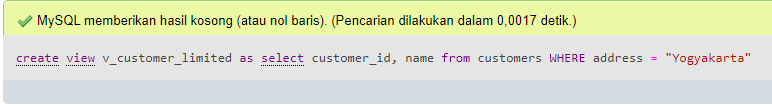 MySQL memberikan hasil kosong (atau nol baris). (Pencarian dilakukan dalam 0,0017 detik.)
create view v_customer_limited as select customer_id, name from customers WHERE address = "Yogyakarta"